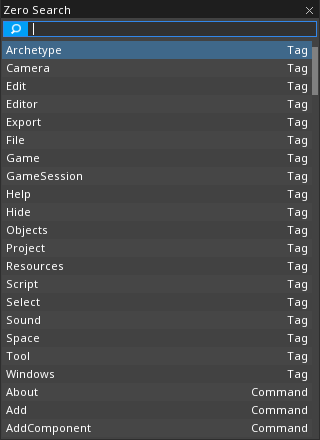 Zero Search
Archetype Tag
Camera Tag
Edit Tag
Editor Tag
Export Tag
File Tag
Game Tag
GameSession Tag
Help Tag
Hide Tag
Objects Tag
Project Tag
Resources Tag
Script Tag
Select Tag
Sound Tag
Space Tag
Tool Tag
Windows Tag
About Command
Add Command
AddComponent Command